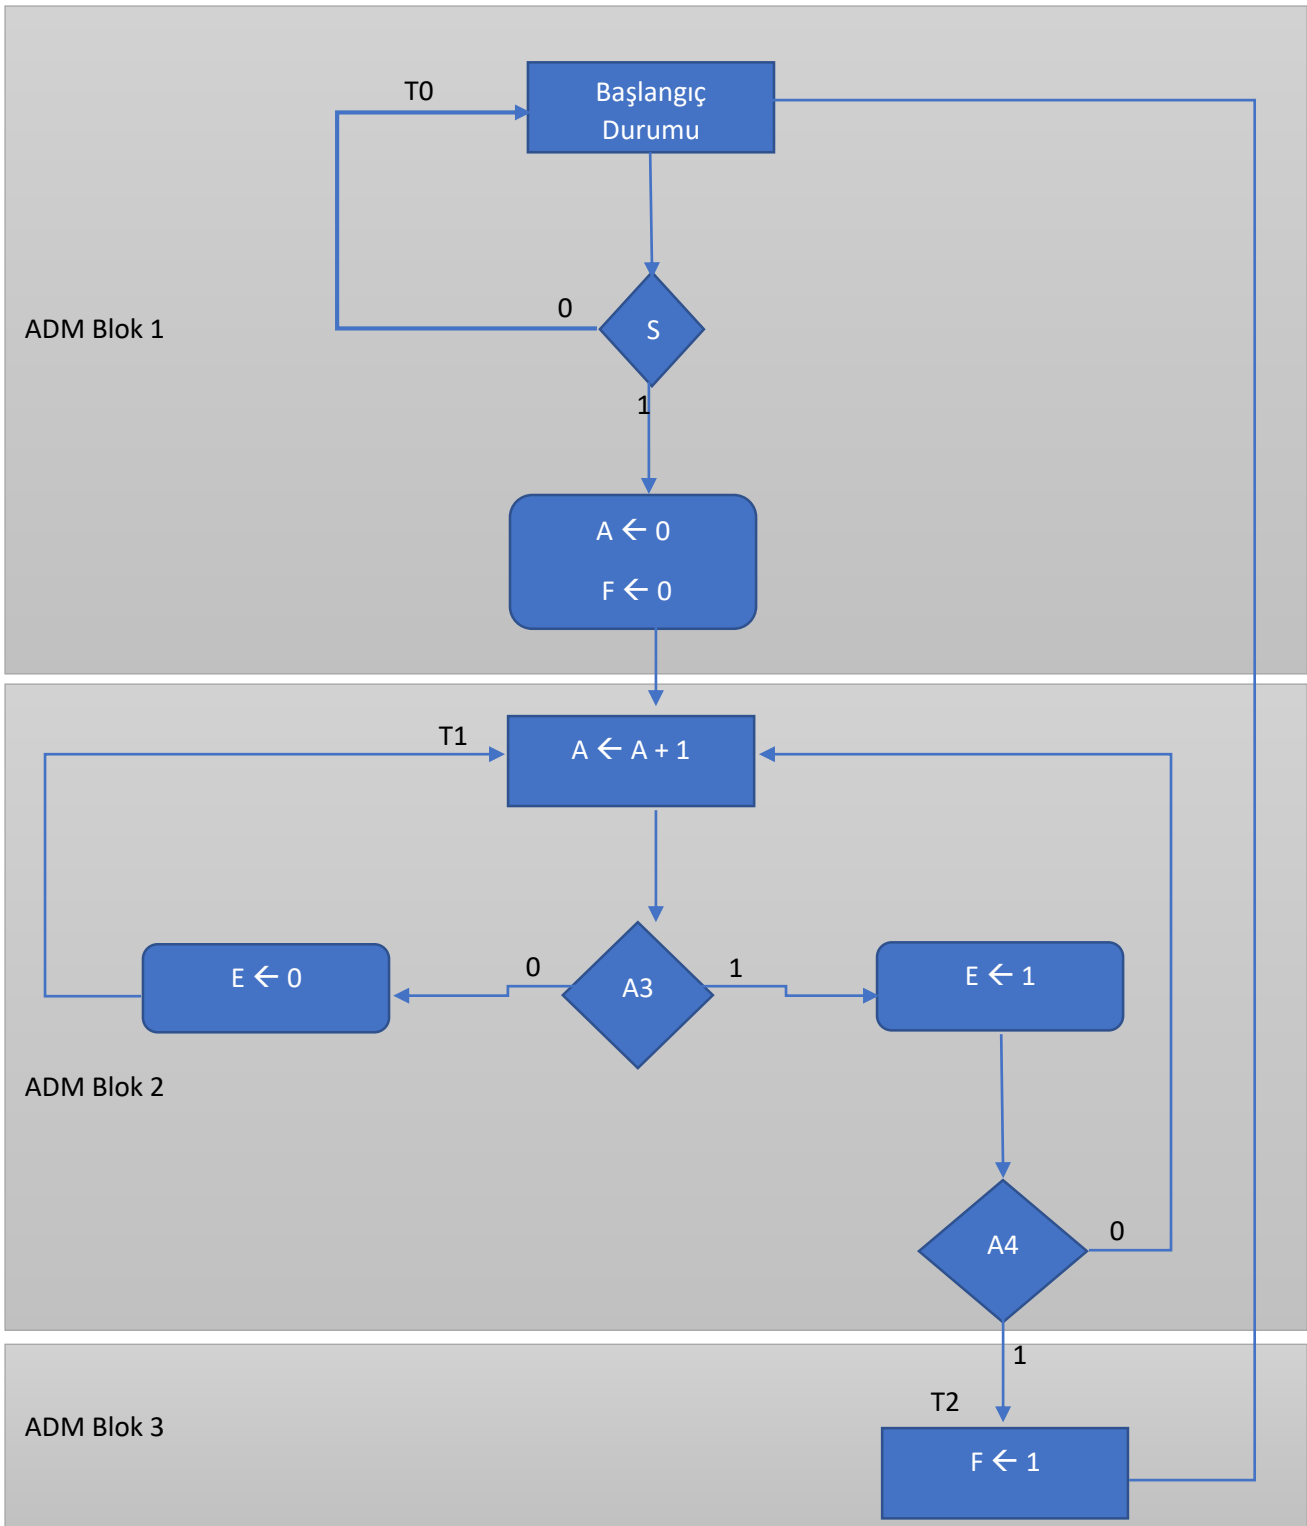 T0
Başlangıç
Durumu
0
S
ADM Blok 1
1
A ← 0
F ← 0
T1
A ← A + 1
E ← 0
0
A3
1
E ← 1
ADM Blok 2
A4
0
1
T2
ADM Blok 3
F ← 1